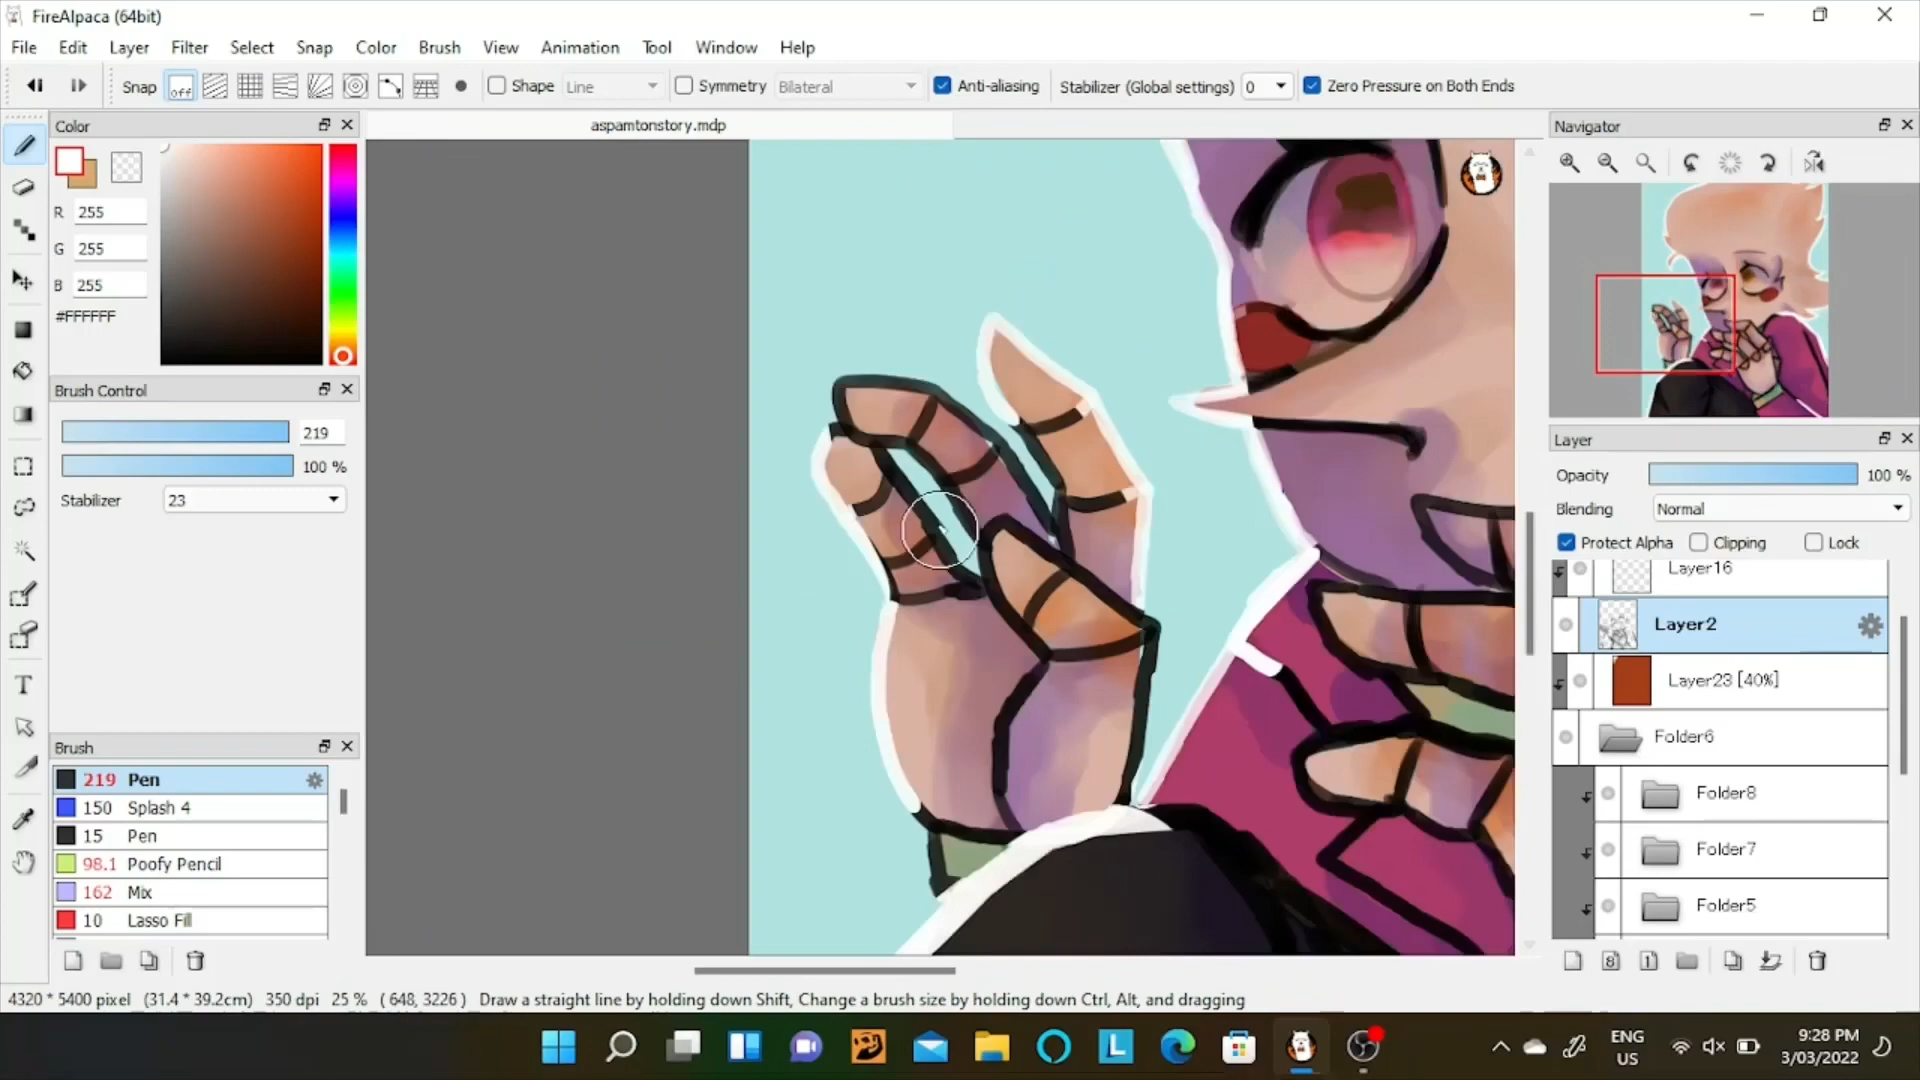 FireAlpaca (64bit)
File Edit Layer Filter Select Snap Color Brush View Animation Tool Window Help
Snap off Shape Line Symmetry Bilateral Anti-aliasing Stabilizer (Global settings) 0 Zero Pressure on Both Ends
Color
aspamtonstory.mdp
Navigator
R 255
G 255
B 255
#FFFFFF
Brush Control
219
100 %
Stabilizer 23
Layer
Opacity 100 %
Blending Normal
Protect Alpha Clipping Lock
Layer16
Layer2
Layer23 [40%]
Folder6
Folder8
Folder7
Folder5
Brush
219 Pen
150 Splash 4
15 Pen
98.1 Poofy Pencil
162 Mix
10 Lasso Fill
4320 * 5400 pixel (31.4 * 39.2cm) 350 dpi 25 % ( 648, 3226 ) Draw a straight line by holding down Shift, Change a brush size by holding down Ctrl, Alt, and dragging
ENG
US
9:28 PM
3/03/2022